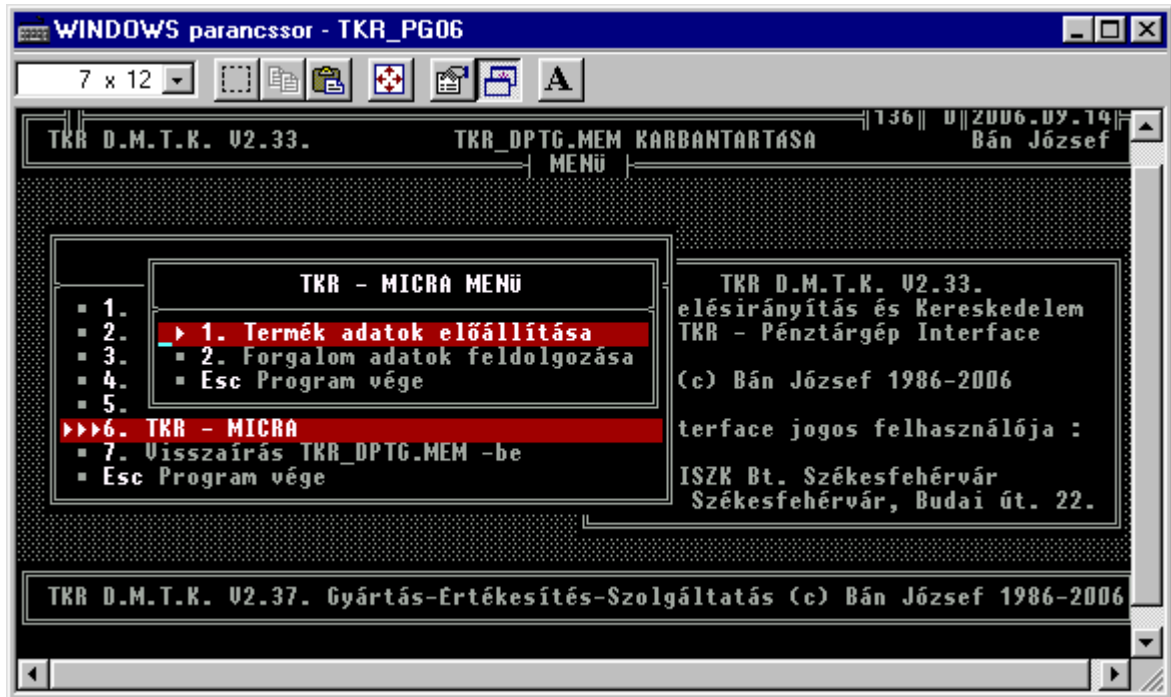 WINDOWS parancssor - TKR_PG06
7 x 12
A
136 D 2006.09.14
TKR D.M.T.K. V2.33. TKR_DPTG.MEM KARBANTARTáSA Bán József
MENü
TKR - MICRA MENü
1. Termék adatok előállítása
2. Forgalom adatok feldolgozása
Esc Program vége
1.
2.
3.
4.
5.
6. TKR - MICRA
7. Visszaírás TKR_DPTG.MEM -be
Esc Program vége
TKR D.M.T.K. V2.33.
elésirányítás és Kereskedelem
TKR - Pénztárgép Interface
(c) Bán József 1986-2006
terface jogos felhasználója :
ISZK Bt. Székesfehérvár
Székesfehérvár, Budai út. 22.
TKR D.M.T.K. V2.37. Gyártás-Értékesítés-Szolgáltatás (c) Bán József 1986-2006